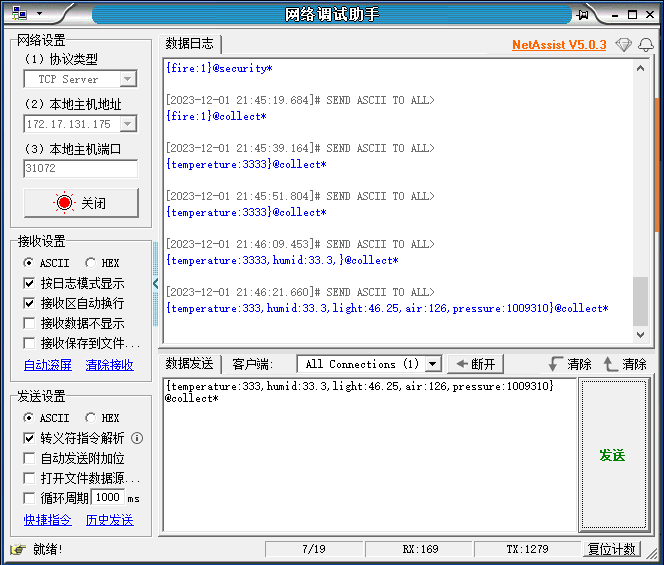 网络调试助手
网络设置
(1) 协议类型
TCP Server
(2) 本地主机地址
172.17.131.175
(3) 本地主机端口
31072
关闭
接收设置
ASCII HEX
按日志模式显示
接收区自动换行
接收数据不显示
接收保存到文件...
自动滚屏 清除接收
发送设置
ASCII HEX
转义符指令解析
自动发送附加位
打开文件数据源...
循环周期 1000 ms
快捷指令 历史发送
数据日志
NetAssist V5.0.3
{fire:1}@security*
[2023-12-01 21:45:19.684]# SEND ASCII TO ALL>
{fire:1}@collect*
[2023-12-01 21:45:39.164]# SEND ASCII TO ALL>
{tempereture:3333}@collect*
[2023-12-01 21:45:51.804]# SEND ASCII TO ALL>
{temperature:3333}@collect*
[2023-12-01 21:46:09.453]# SEND ASCII TO ALL>
{temperature:3333,humid:33.3,}@collect*
[2023-12-01 21:46:21.660]# SEND ASCII TO ALL>
{temperature:333,humid:33.3,light:46.25,air:126,pressure:1009310}@collect*
数据发送 客户端: All Connections (1) 断开 清除 清除
{temperature:333,humid:33.3,light:46.25,air:126,pressure:1009310}
@collect*
发送
就绪! 7/19 RX:169 TX:1279 复位计数